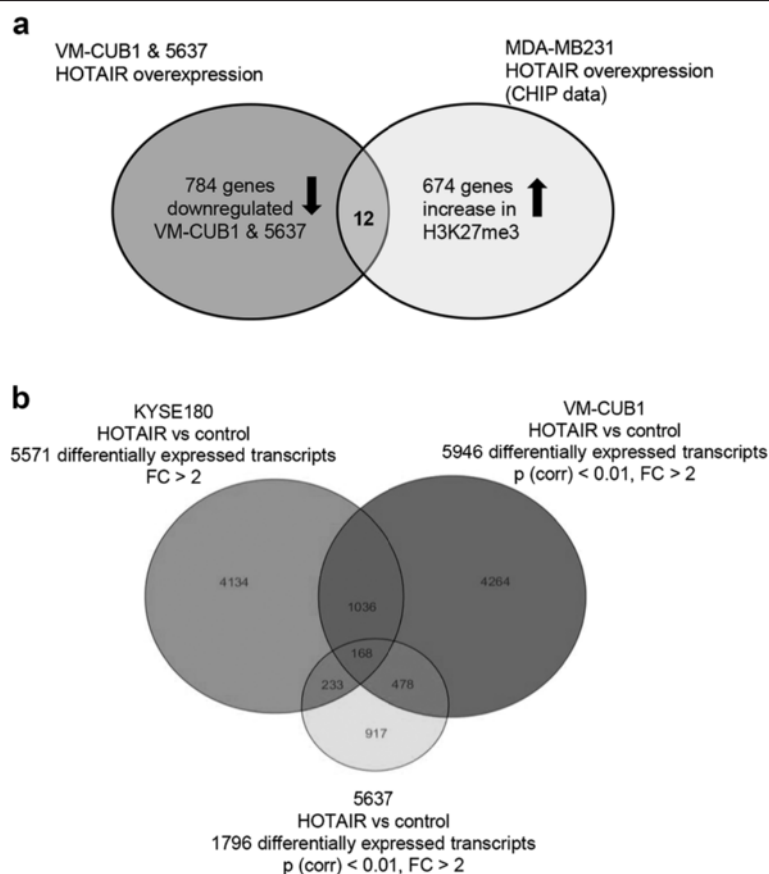 a
VM-CUB1 & 5637
HOTAIR overexpression
MDA-MB231
HOTAIR overexpression
(CHIP data)
784 genes
downregulated
VM-CUB1 & 5637
12
674 genes
increase in
H3K27me3
b
KYSE180
HOTAIR vs control
5571 differentially expressed transcripts
FC > 2
VM-CUB1
HOTAIR vs control
5946 differentially expressed transcripts
p (corr) < 0.01, FC > 2
4134
4264
1036
168
233
478
917
5637
HOTAIR vs control
1796 differentially expressed transcripts
p (corr) < 0.01, FC > 2